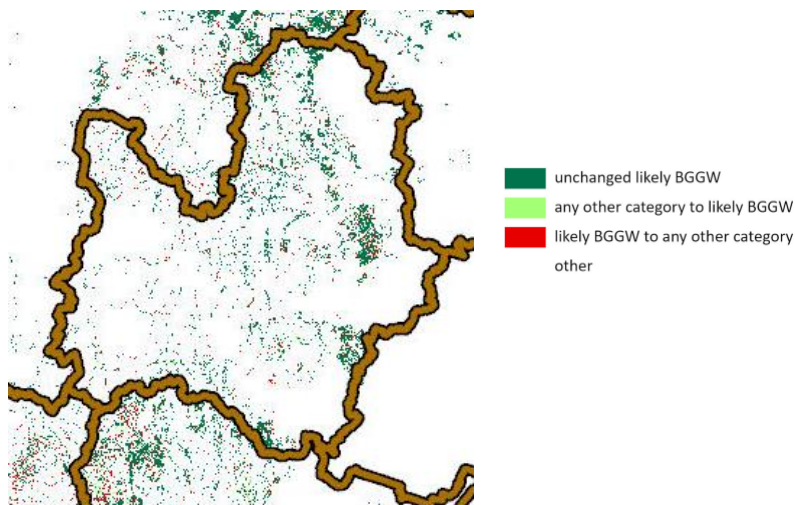 unchanged likely BGGW
any other category to likely BGGW
likely BGGW to any other category
other